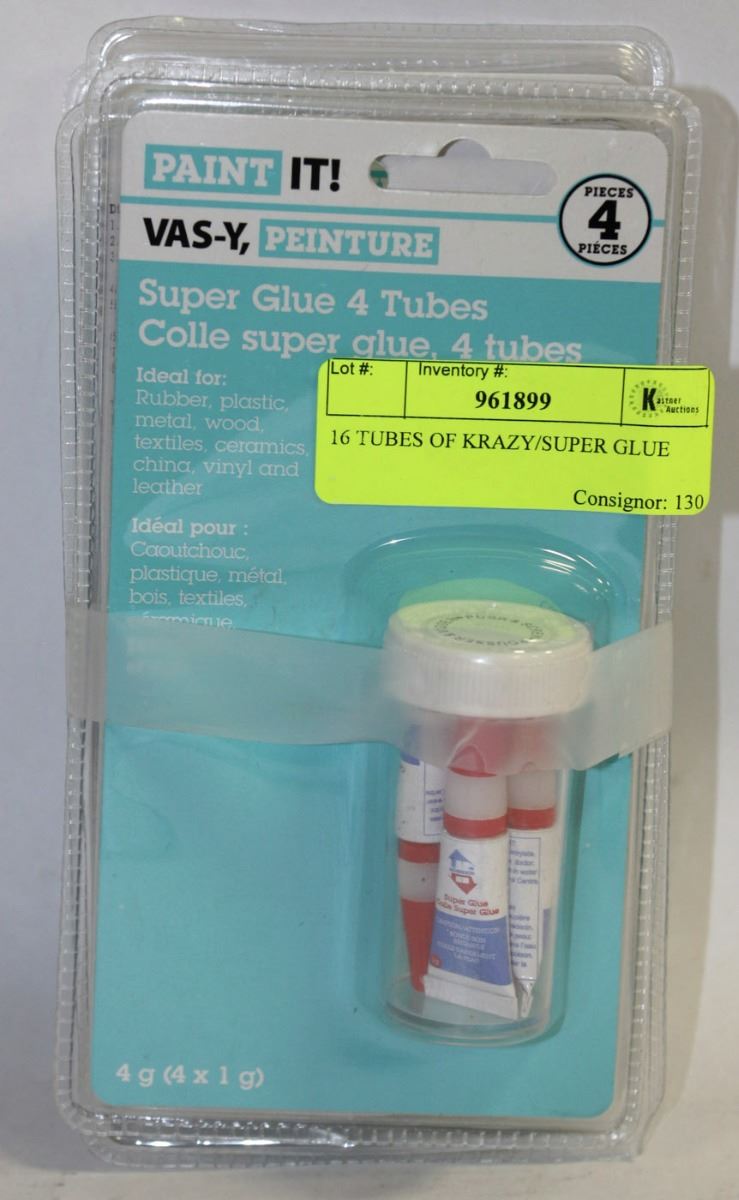 PAINT IT!
VAS-Y, PEINTURE
PIECES
4
PIÉCES
Super Glue 4 Tubes
Colle super glue, 4 tubes
Ideal for:
Rubber, plastic,
metal, wood,
textiles, ceramics,
china, vinyl and
leather
Idéal pour :
Caoutchouc,
plastique, métal,
bois, textiles,
céramique,
Lot #:
Inventory #:
961899
Kastner
Auctions
16 TUBES OF KRAZY/SUPER GLUE
Consignor: 130
Super Glue
Colle Super Glue
4 g (4 x 1 g)